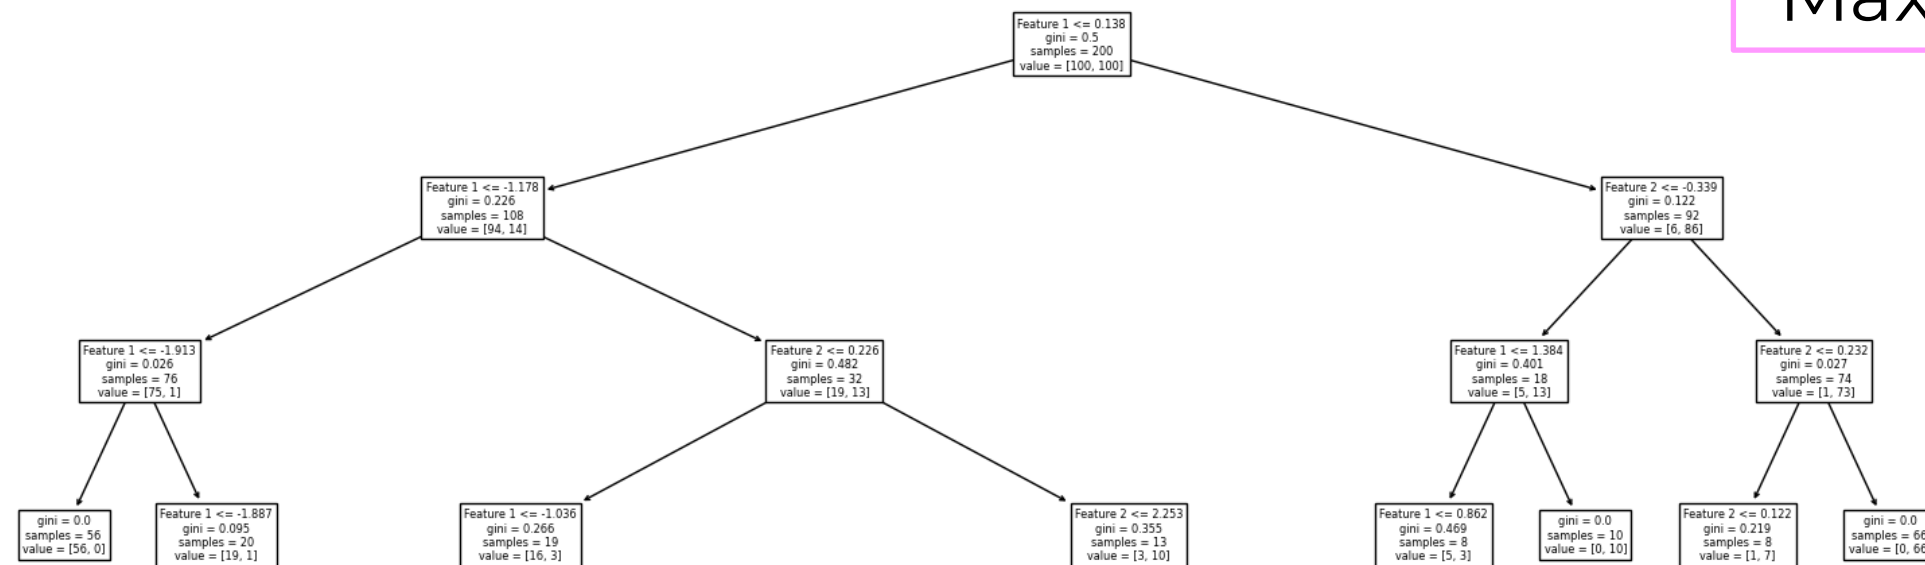 Max
Feature 1 <= 0.138
gini = 0.5
samples = 200
value = [100, 100]
Feature 1 <= -1.178
gini = 0.226
samples = 108
value = [94, 14]
Feature 2 <= -0.339
gini = 0.122
samples = 92
value = [6, 86]
Feature 1 <= -1.913
gini = 0.026
samples = 76
value = [75, 1]
Feature 2 <= 0.226
gini = 0.482
samples = 32
value = [19, 13]
Feature 1 <= 1.384
gini = 0.401
samples = 18
value = [5, 13]
Feature 2 <= 0.232
gini = 0.027
samples = 74
value = [1, 73]
gini = 0.0
samples = 56
value = [56, 0]
Feature 1 <= -1.887
gini = 0.095
samples = 20
value = [19, 1]
Feature 1 <= -1.036
gini = 0.266
samples = 19
value = [16, 3]
Feature 2 <= 2.253
gini = 0.355
samples = 13
value = [3, 10]
Feature 1 <= 0.862
gini = 0.469
samples = 8
value = [5, 3]
gini = 0.0
samples = 10
value = [0, 10]
Feature 2 <= 0.122
gini = 0.219
samples = 8
value = [1, 7]
gini = 0.0
samples = 66
value = [0, 66